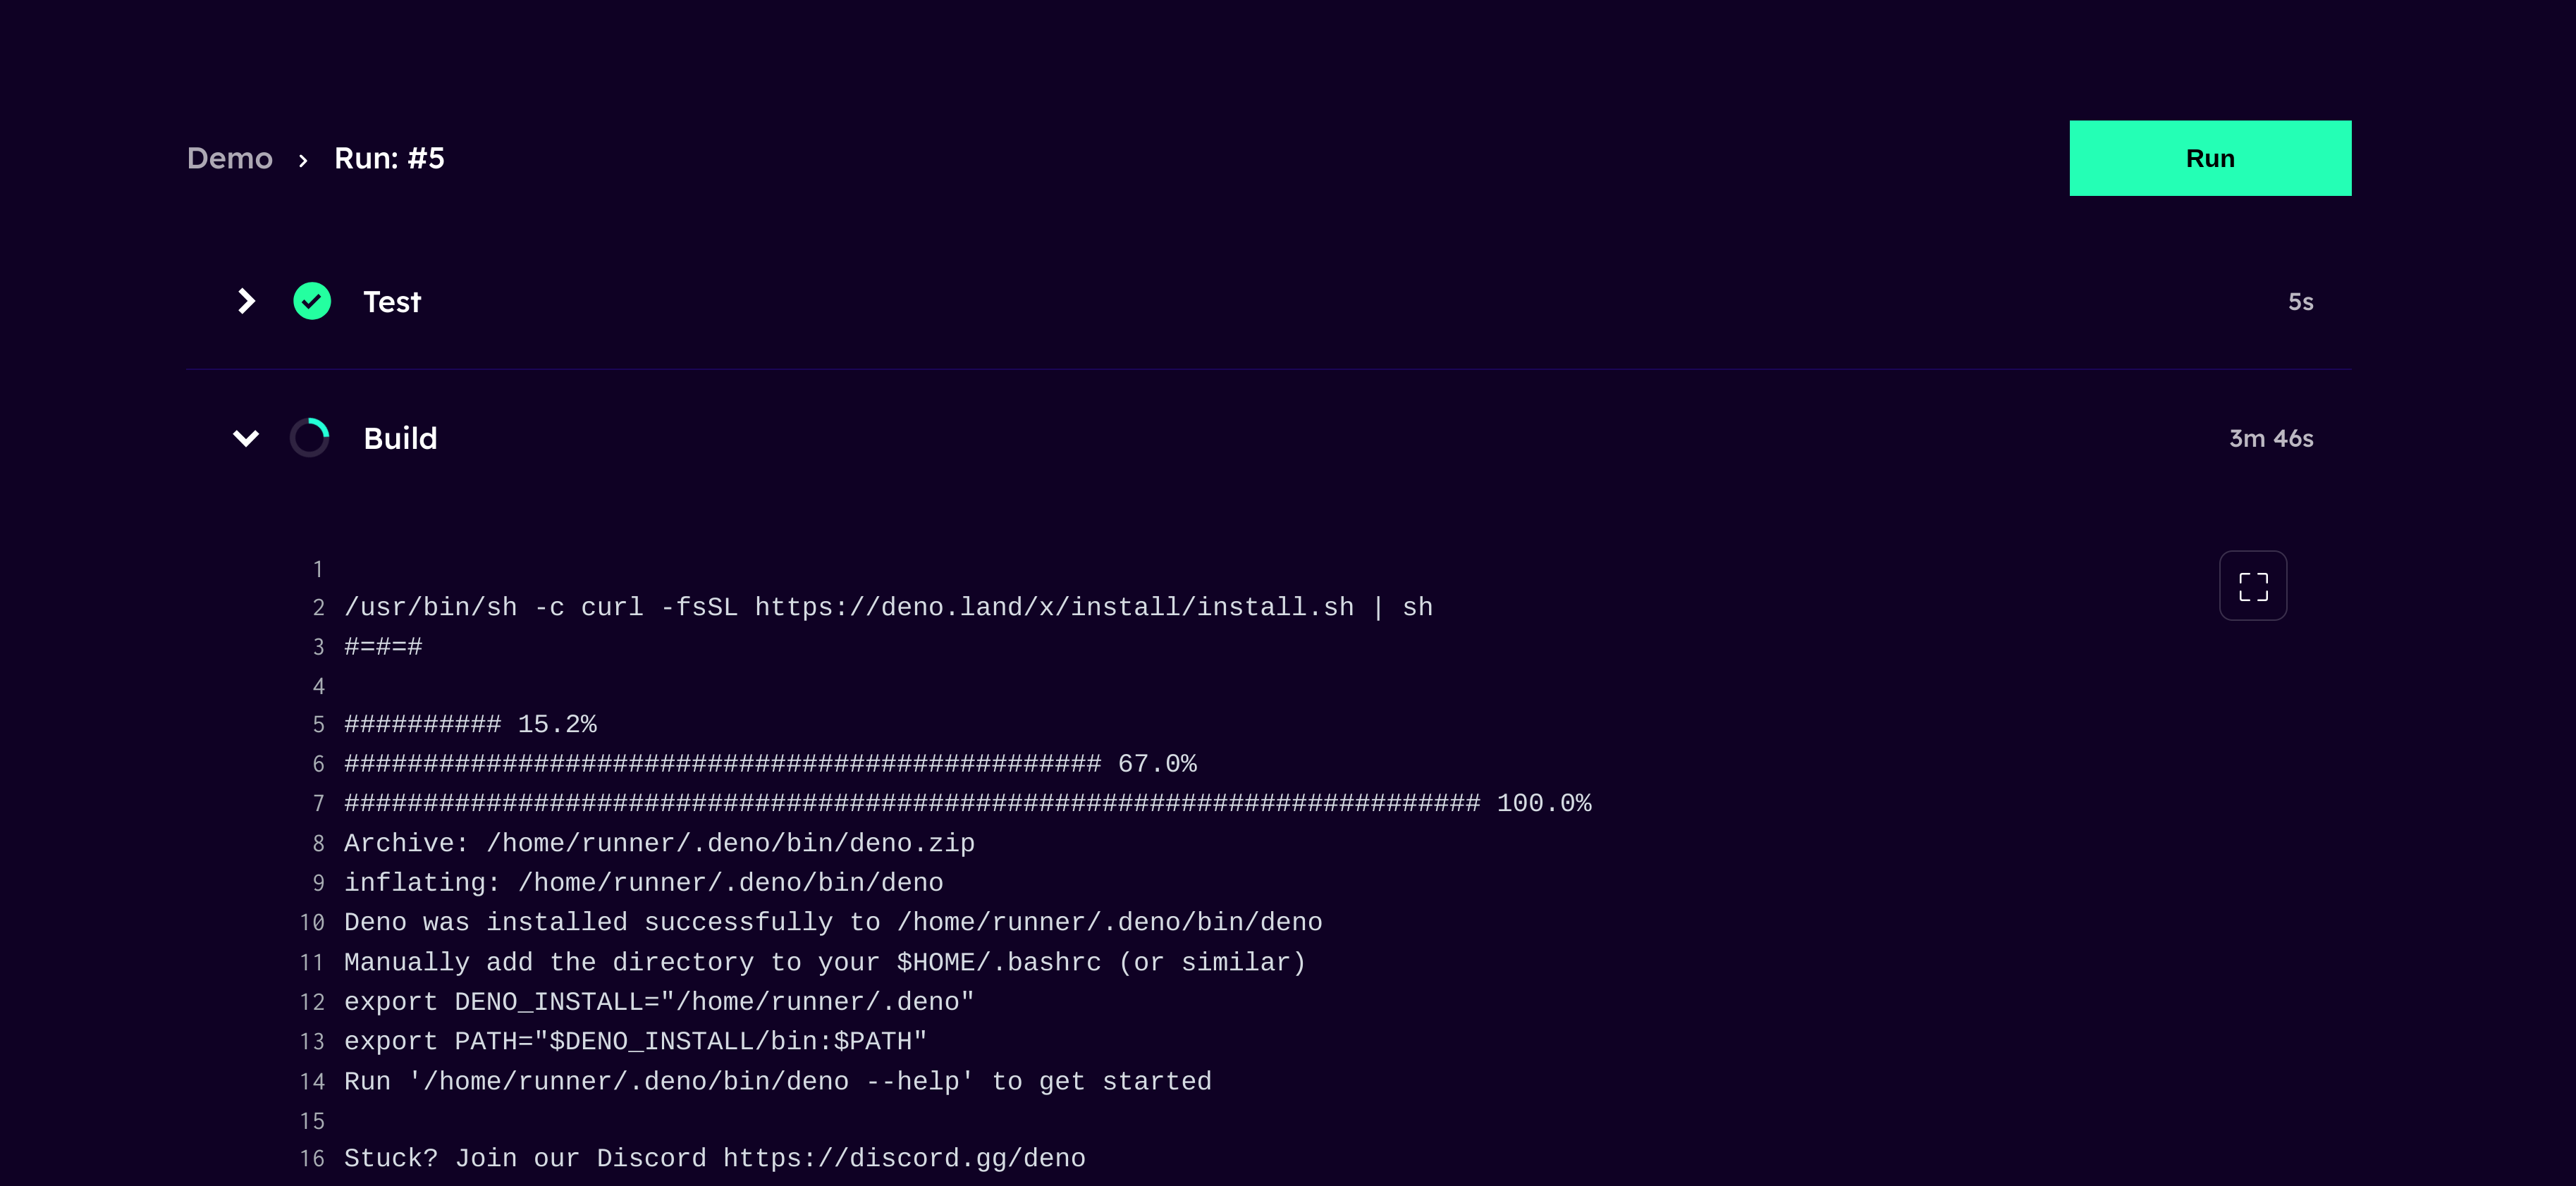 Demo › Run: #5
Run
Test 5s
Build 3m 46s
1
2 /usr/bin/sh -c curl -fsSL https://deno.land/x/install/install.sh | sh
3 #=#=#
4
5 ########## 15.2%
6 ################################################ 67.0%
7 ######################################################################## 100.0%
8 Archive: /home/runner/.deno/bin/deno.zip
9 inflating: /home/runner/.deno/bin/deno
10 Deno was installed successfully to /home/runner/.deno/bin/deno
11 Manually add the directory to your $HOME/.bashrc (or similar)
12 export DENO_INSTALL="/home/runner/.deno"
13 export PATH="$DENO_INSTALL/bin:$PATH"
14 Run '/home/runner/.deno/bin/deno --help' to get started
15
16 Stuck? Join our Discord https://discord.gg/deno